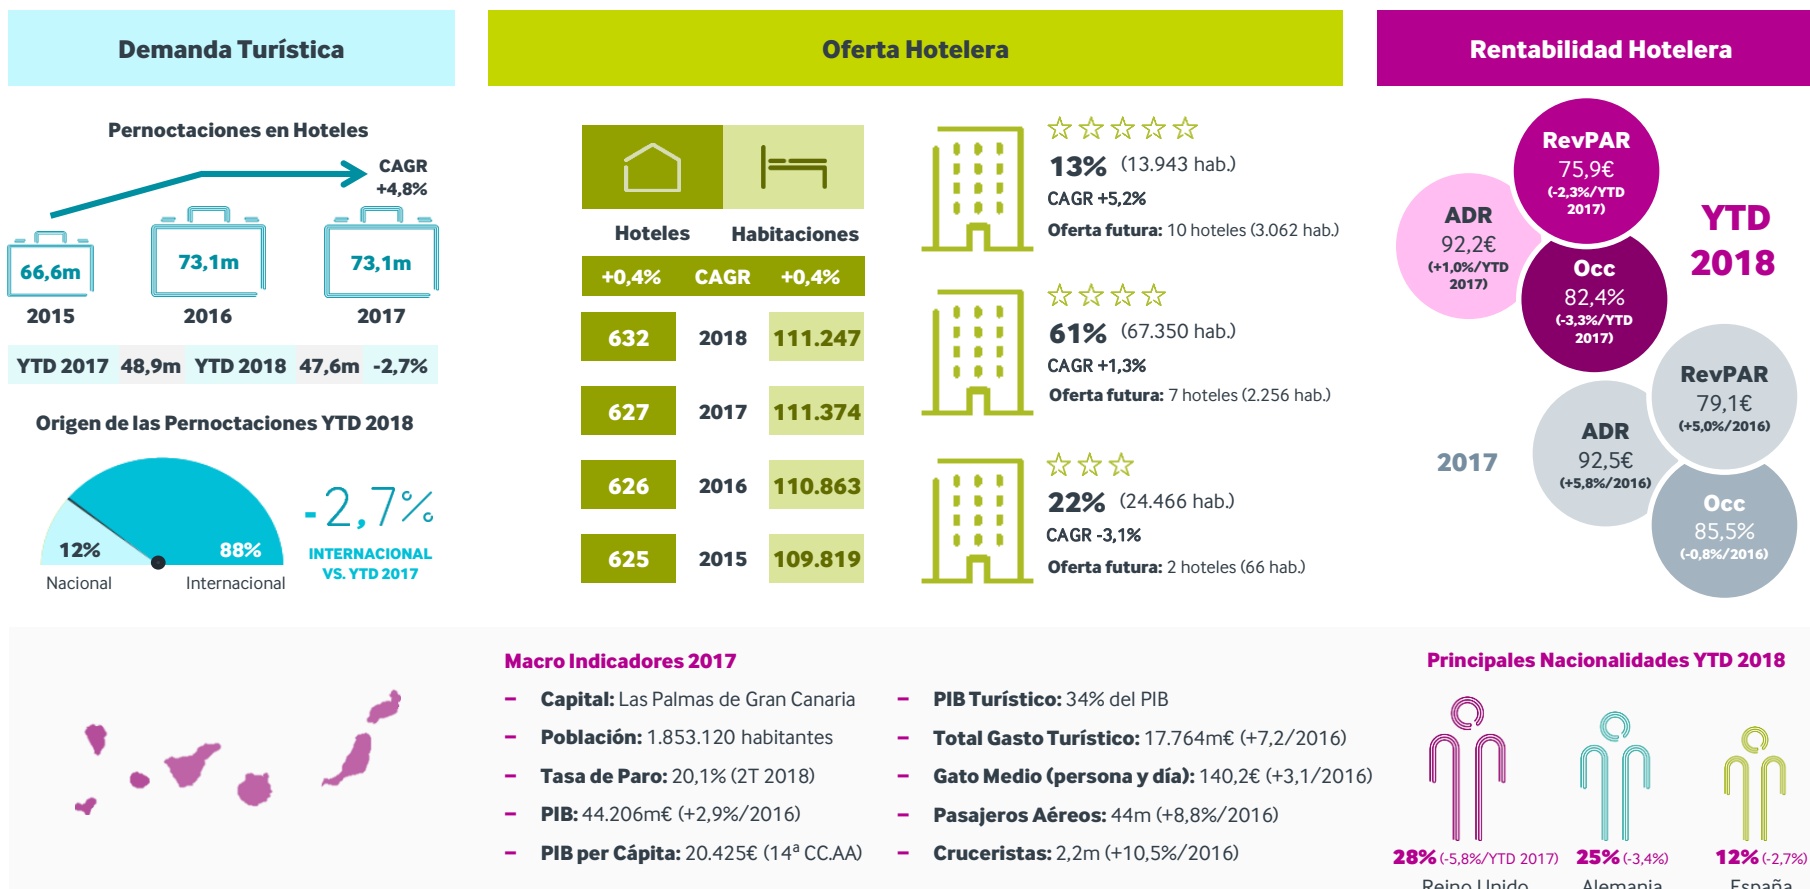 Demanda Turística
Pernoctaciones en Hoteles
CAGR
+4,8%
66,6m
73,1m
73,1m
2015
2016
2017
YTD 2017 48,9m YTD 2018 47,6m -2,7%
Origen de las Pernoctaciones YTD 2018
12%
88%
Nacional
Internacional
-2,7%
INTERNACIONAL
VS. YTD 2017
Oferta Hotelera
Hoteles Habitaciones
+0,4% CAGR +0,4%
632 2018 111.247
627 2017 111.374
626 2016 110.863
625 2015 109.819
13% (13.943 hab.)
CAGR +5,2%
Oferta futura: 10 hoteles (3.062 hab.)
61% (67.350 hab.)
CAGR +1,3%
Oferta futura: 7 hoteles (2.256 hab.)
22% (24.466 hab.)
CAGR -3,1%
Oferta futura: 2 hoteles (66 hab.)
Rentabilidad Hotelera
RevPAR
75,9€
(-2,3%/YTD
2017)
ADR
92,2€
(+1,0%/YTD
2017)
Occ
82,4%
(-3,3%/YTD
2017)
YTD
2018
RevPAR
79,1€
(+5,0%/2016)
ADR
92,5€
(+5,8%/2016)
Occ
85,5%
(-0,8%/2016)
2017
Macro Indicadores 2017
– Capital: Las Palmas de Gran Canaria
– Población: 1.853.120 habitantes
– Tasa de Paro: 20,1% (2T 2018)
– PIB: 44.206m€ (+2,9%/2016)
– PIB per Cápita: 20.425€ (14ª CC.AA)
– PIB Turístico: 34% del PIB
– Total Gasto Turístico: 17.764m€ (+7,2/2016)
– Gato Medio (persona y día): 140,2€ (+3,1/2016)
– Pasajeros Aéreos: 44m (+8,8%/2016)
– Cruceristas: 2,2m (+10,5%/2016)
Principales Nacionalidades YTD 2018
28% (-5,8%/YTD 2017) 25% (-3,4%) 12% (-2,7%)
Reino Unido Alemania España